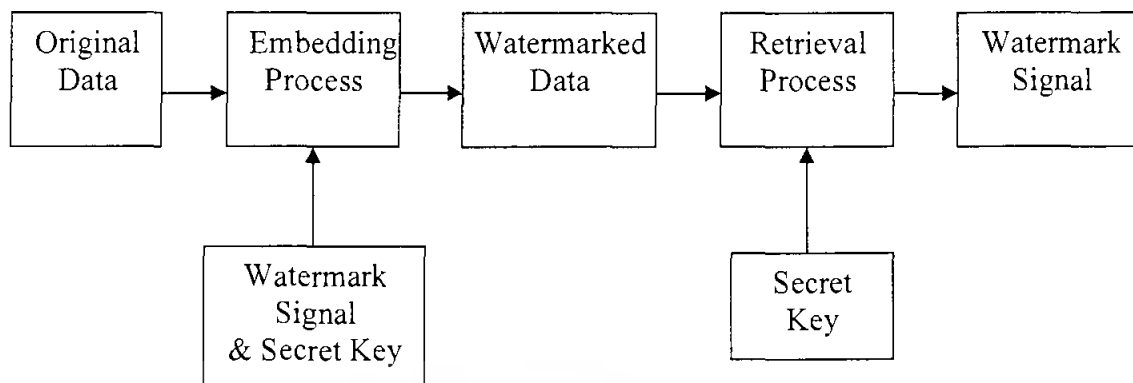 Original
Data
Embedding
Process
Watermarked
Data
Retrieval
Process
Watermark
Signal
Watermark
Signal
& Secret Key
Secret
Key